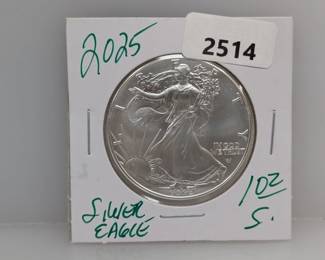 2025
2514
LIBERTY
IN GOD
WE TRUST
SILVER
EAGLE
1OZ
S.